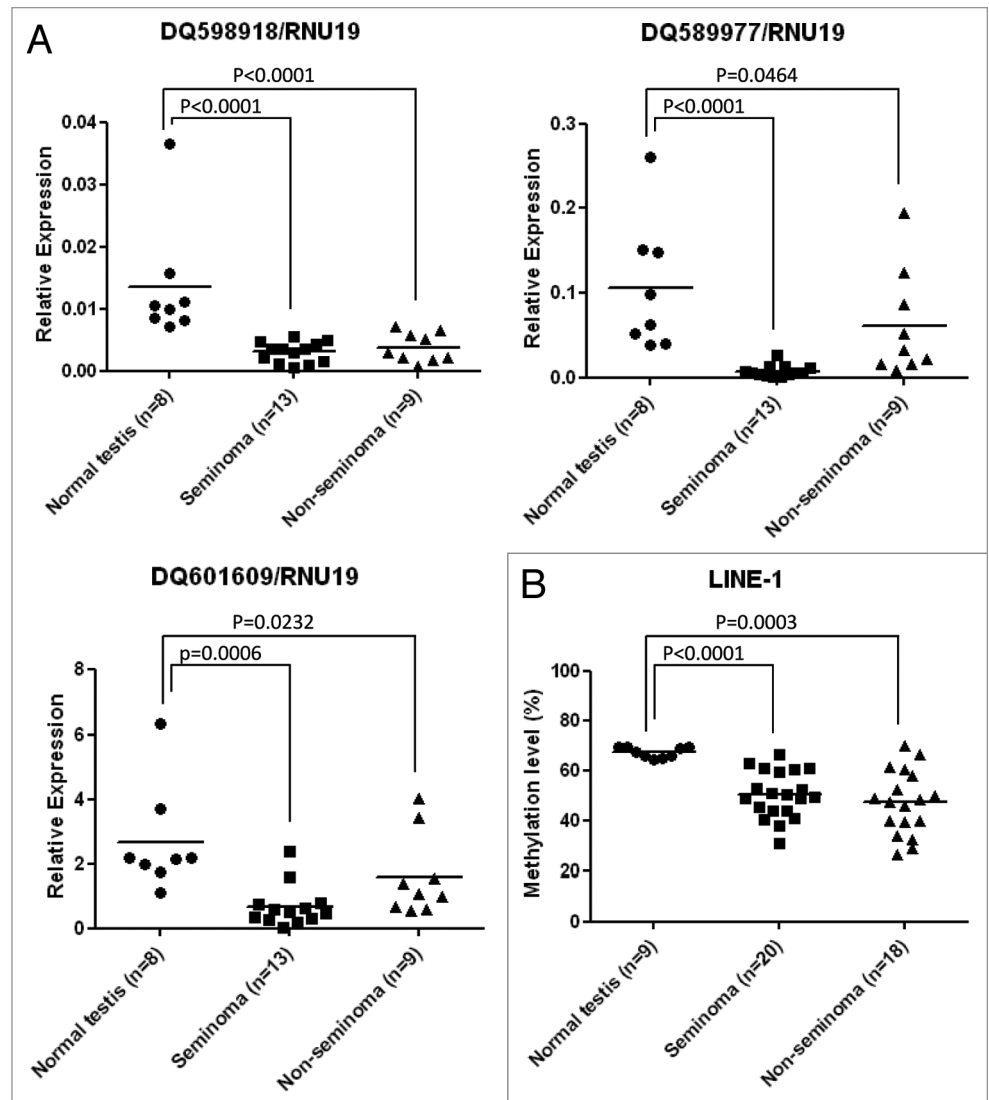 A
DQ598918/RNU19
P<0.0001
P<0.0001
Relative Expression
0.04
0.03
0.02
0.01
0.00
Normal testis (n=8)
Seminoma (n=13)
Non-seminoma (n=9)
DQ589977/RNU19
P=0.0464
P<0.0001
Relative Expression
0.3
0.2
0.1
0.0
Normal testis (n=8)
Seminoma (n=13)
Non-seminoma (n=9)
DQ601609/RNU19
P=0.0232
p=0.0006
Relative Expression
8
6
4
2
0
Normal testis (n=8)
Seminoma (n=13)
Non-seminoma (n=9)
B
LINE-1
P=0.0003
P<0.0001
Methylation level (%)
100
80
60
40
20
0
Normal testis (n=9)
Seminoma (n=20)
Non-seminoma (n=18)